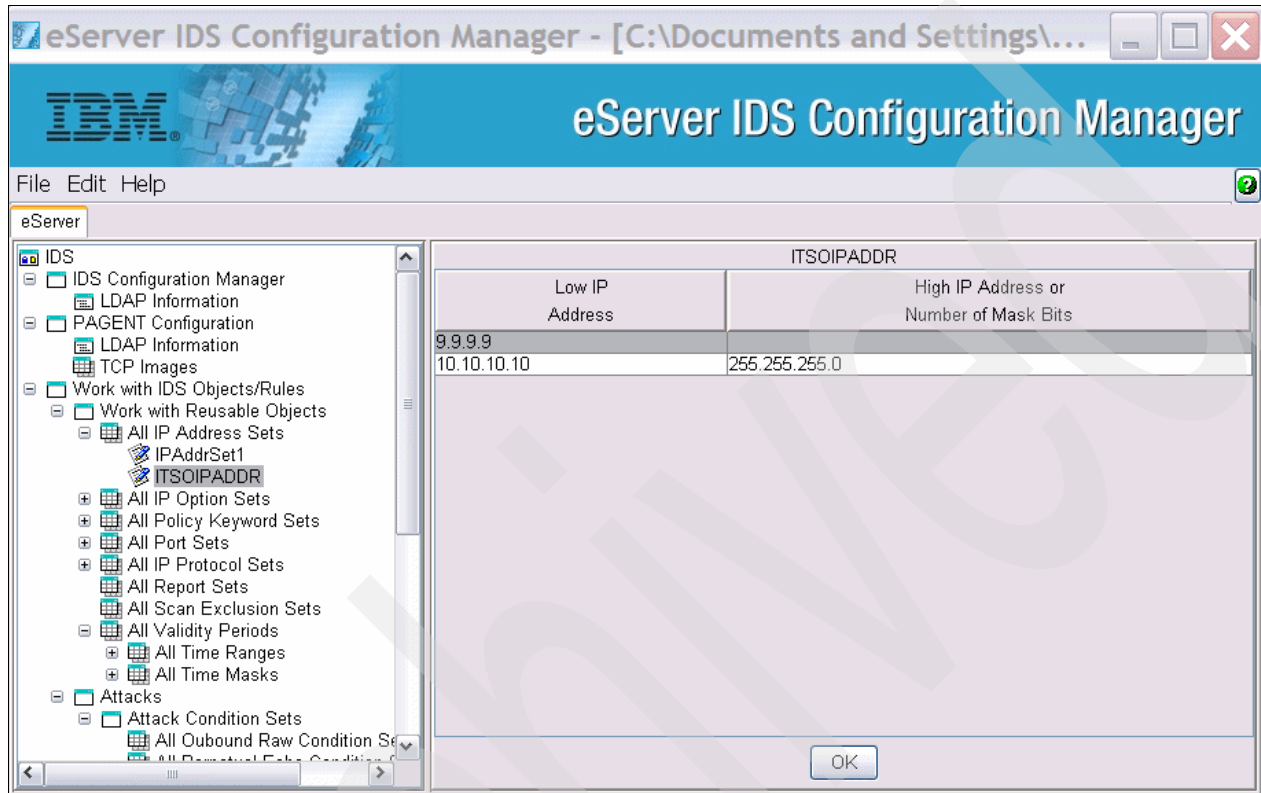 eServer IDS Configuration Manager - [C:\Documents and Settings\...
IBM®
eServer IDS Configuration Manager
File Edit Help
eServer
IDS
IDS Configuration Manager
LDAP Information
PAGENT Configuration
LDAP Information
TCP Images
Work with IDS Objects/Rules
Work with Reusable Objects
All IP Address Sets
IPAddrSet1
ITSOIPADDR
All IP Option Sets
All Policy Keyword Sets
All Port Sets
All IP Protocol Sets
All Report Sets
All Scan Exclusion Sets
All Validity Periods
All Time Ranges
All Time Masks
Attacks
Attack Condition Sets
All Oubound Raw Condition Se
ITSOIPADDR
Low IP Address
High IP Address or Number of Mask Bits
9.9.9.9
10.10.10.10 255.255.255.0
OK